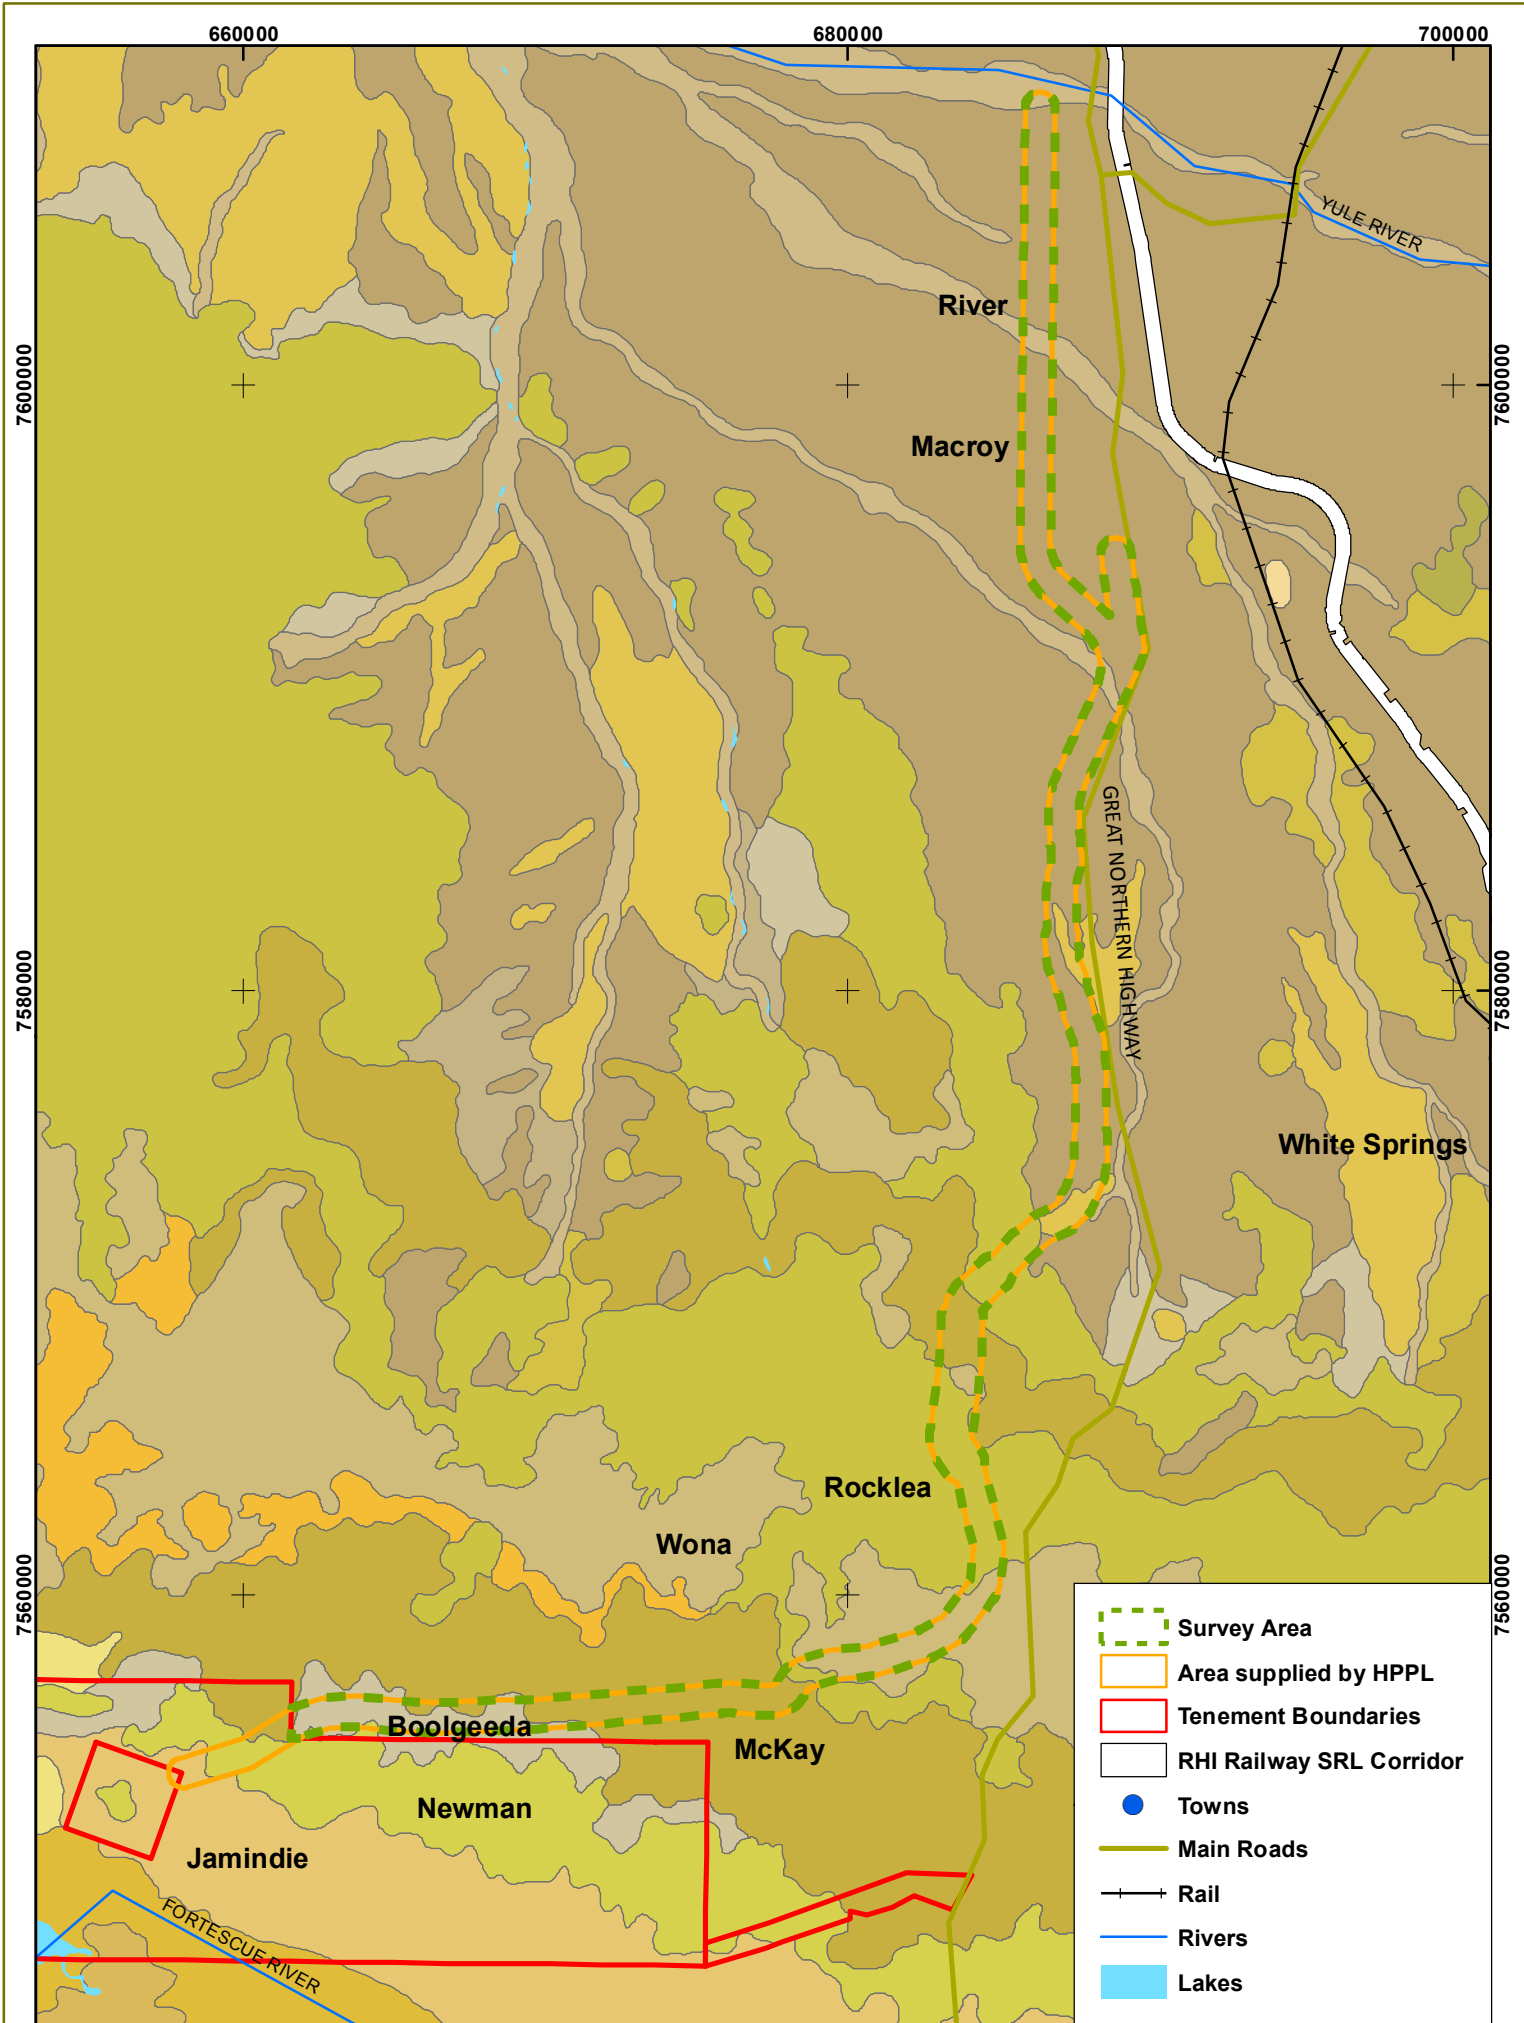 660000
680000
700000
YULE RIVER
River
7600000
7600000
Macroy
GREAT NORTHERN HIGHWAY
7580000
7580000
White Springs
Rocklea
Wona
7560000
7560000
Survey Area
Area supplied by HPPL
Tenement Boundaries
RHI Railway SRL Corridor
Towns
Main Roads
Rail
Rivers
Lakes
Boolgeeda
McKay
Newman
Jamindie
FORTESCUE RIVER